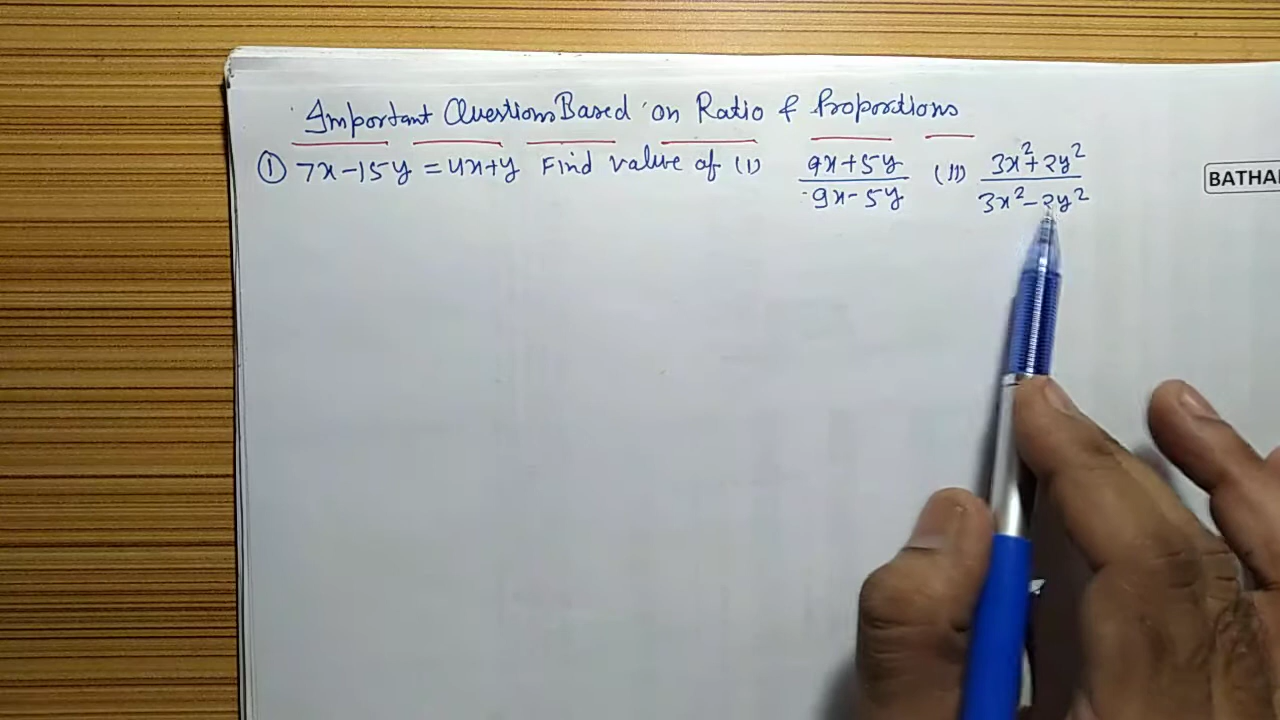 Important Questions Based on Ratio & Proportions
① 7x-15y = 4x+y Find value of (I) 9x+5y/9x-5y (II) 3x²+2y²/3x²-2y²
BATHA